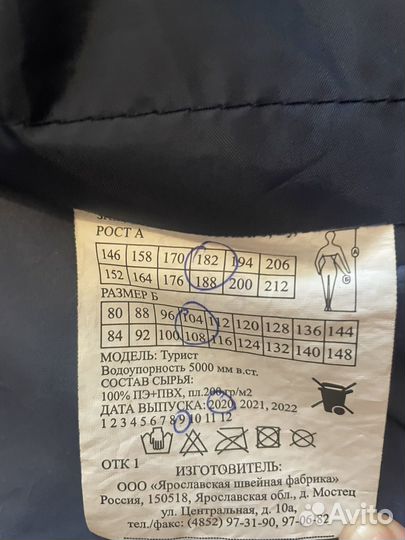 РОСТ А
146 158 170 182 194 206
152 164 176 188 200 212
РАЗМЕР Б
80 88 96 104 112 120 128 136 144
84 92 100 108 116 124 132 140 148
МОДЕЛЬ: Турист
Водоупорность 5000 мм в.ст.
СОСТАВ СЫРЬЯ:
100% ПЭ+ПВХ, пл.200 гр/м2
ДАТА ВЫПУСКА: 2020, 2021, 2022
1 2 3 4 5 6 7 8 9 10 11 12
ОТК 1
ИЗГОТОВИТЕЛЬ:
ООО «Ярославская швейная фабрика»
Россия, 150518, Ярославская обл., д. Мостец
ул. Центральная, д. 10а,
тел./факс: (4852) 97-31-90, 97-06-82
А
Б
Avito